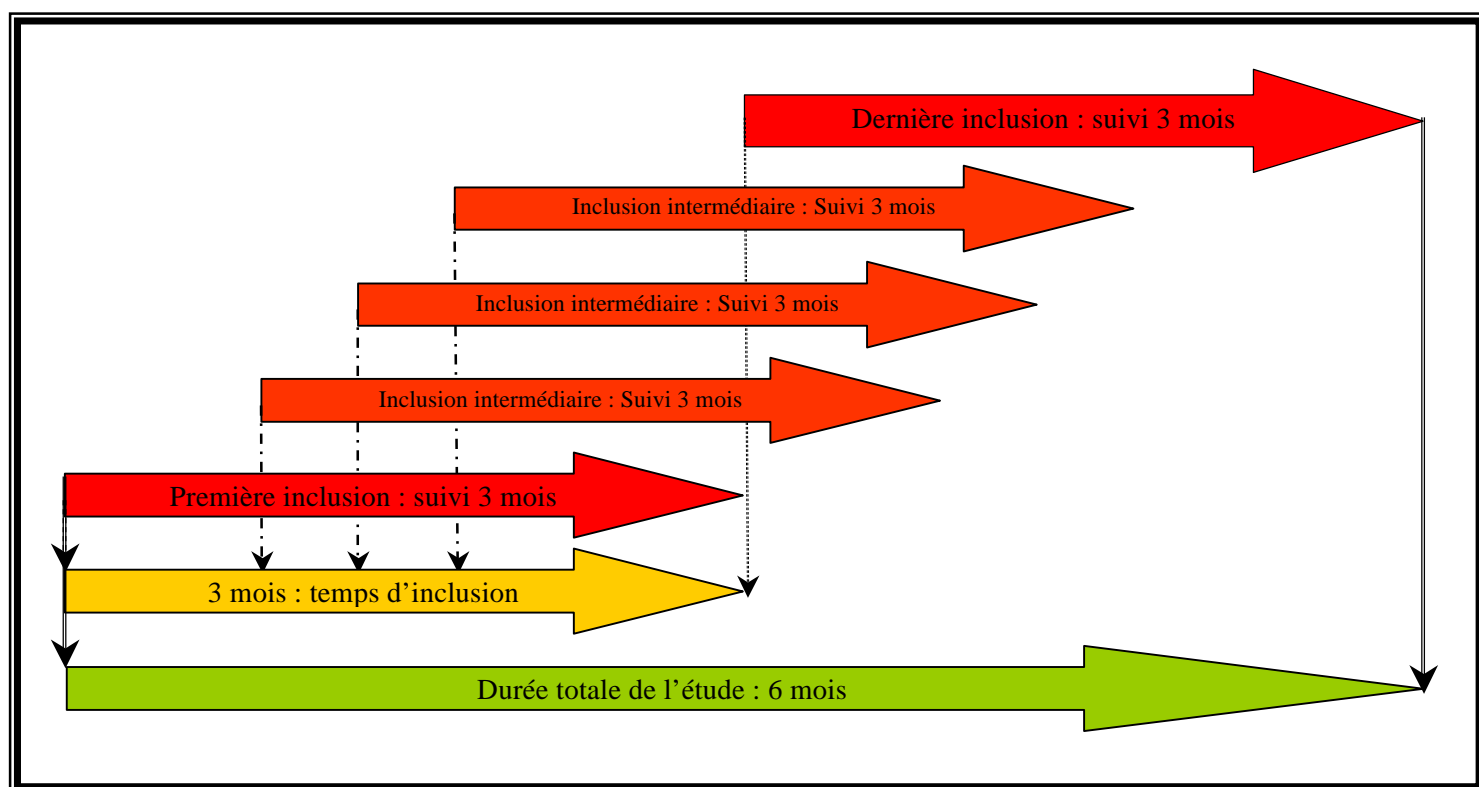 Dernière inclusion : suivi 3 mois
Inclusion intermédiaire : Suivi 3 mois
Inclusion intermédiaire : Suivi 3 mois
Inclusion intermédiaire : Suivi 3 mois
Première inclusion : suivi 3 mois
3 mois : temps d’inclusion
Durée totale de l’étude : 6 mois